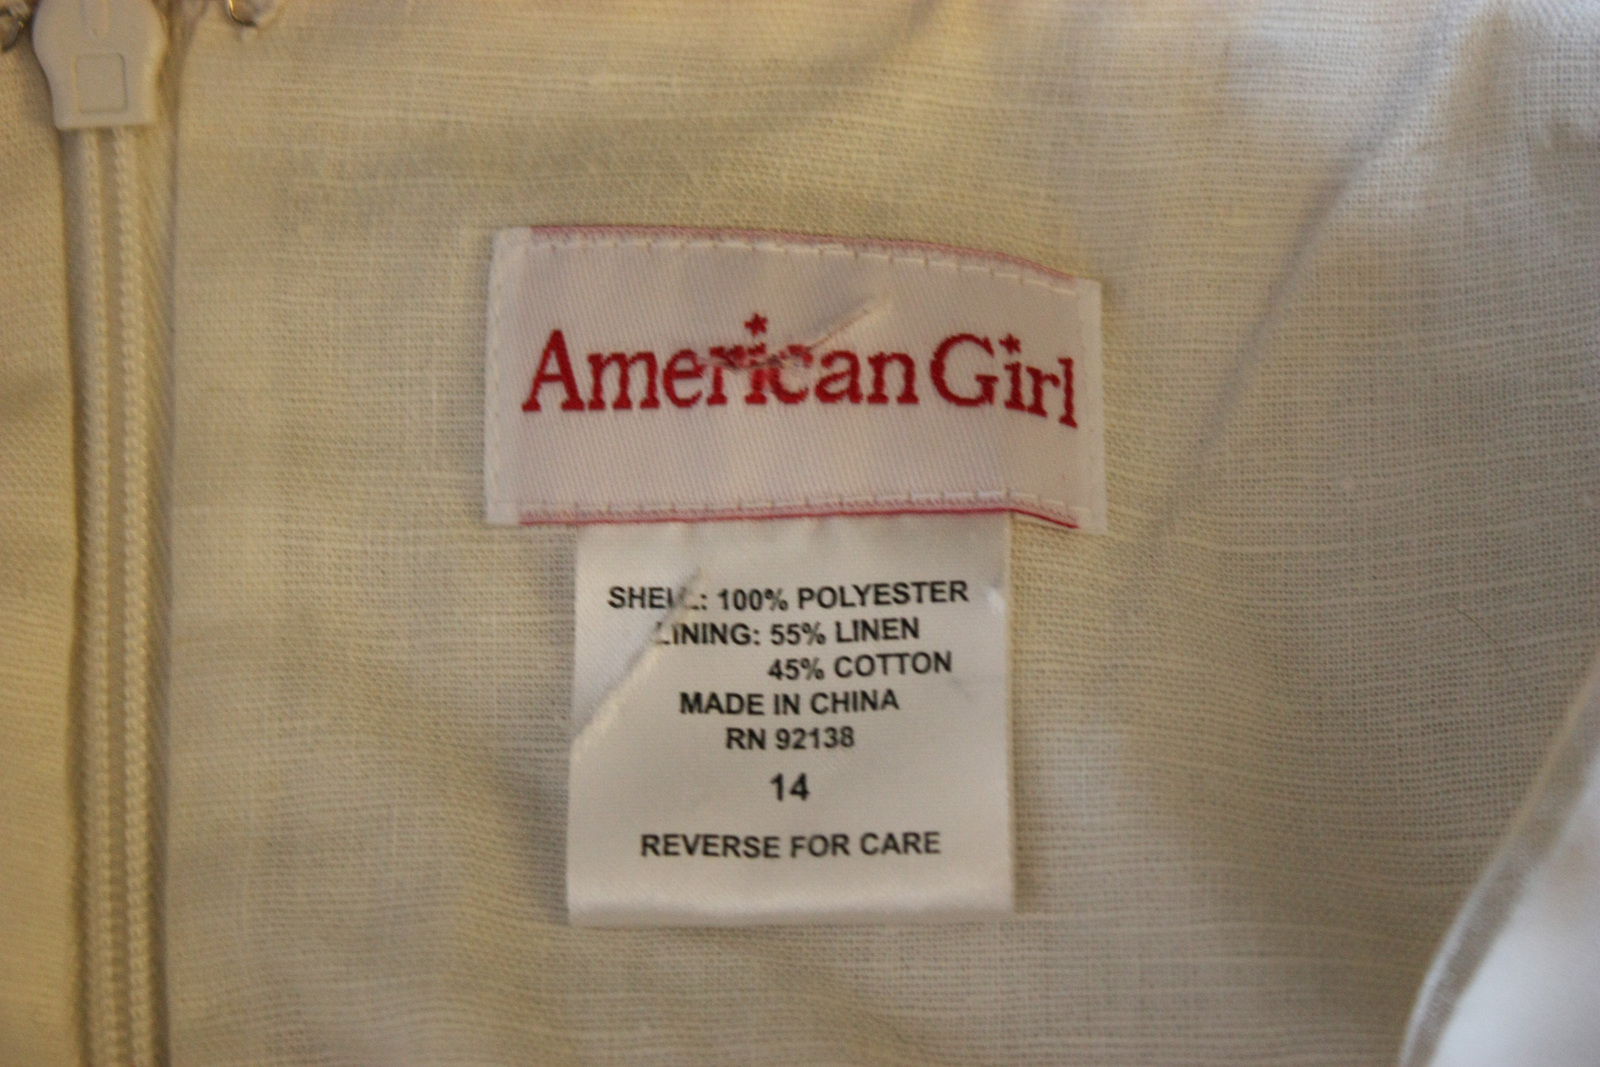 American Girl
SHELL: 100% POLYESTER
LINING: 55% LINEN
45% COTTON
MADE IN CHINA
RN 92138
14
REVERSE FOR CARE